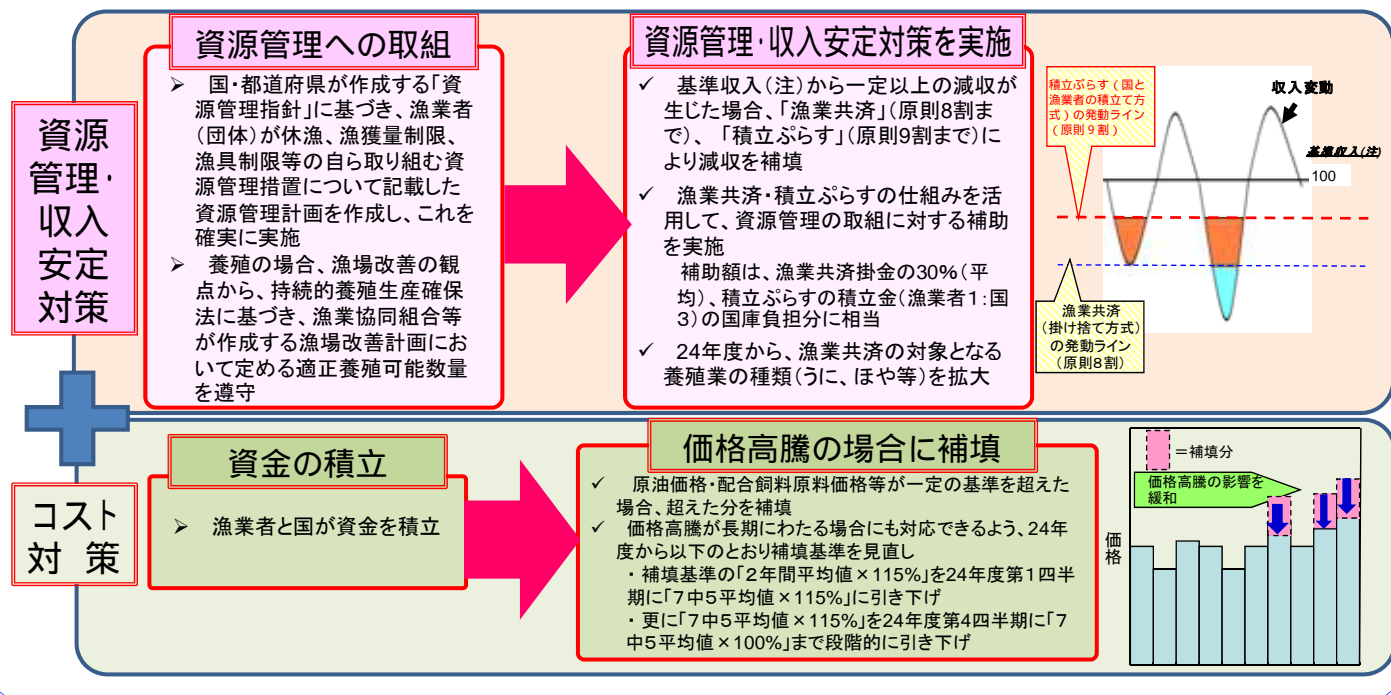 資源
管理・
収入
安定
対策
資源管理への取組
➢ 国・都道府県が作成する「資
源管理指針」に基づき、漁業者
(団体)が休漁、漁獲量制限、
漁具制限等の自ら取り組む資
源管理措置について記載した
資源管理計画を作成し、これを
確実に実施
➢ 養殖の場合、漁場改善の観
点から、持続的養殖生産確保
法に基づき、漁業協同組合等
が作成する漁場改善計画にお
いて定める適正養殖可能数量
を遵守
資源管理・収入安定対策を実施
✓ 基準収入(注)から一定以上の減収が
生じた場合、「漁業共済」(原則8割ま
で)、「積立ぷらす」(原則9割まで)に
より減収を補填
✓ 漁業共済・積立ぷらすの仕組みを活
用して、資源管理の取組に対する補助
を実施
補助額は、漁業共済掛金の30%(平
均)、積立ぷらすの積立金(漁業者1:国
3)の国庫負担分に相当
✓ 24年度から、漁業共済の対象となる
養殖業の種類(うに、ほや等)を拡大
積立ぷらす(国と
漁業者の積立て方
式)の発動ライン
(原則9割)
収入変動
基準収入(注)
100
漁業共済
(掛け捨て方式)
の発動ライン
(原則8割)
コスト
対 策
資金の積立
➢ 漁業者と国が資金を積立
価格高騰の場合に補填
✓ 原油価格・配合飼料原料価格等が一定の基準を超えた
場合、超えた分を補填
✓ 価格高騰が長期にわたる場合にも対応できるよう、24年
度から以下のとおり補填基準を見直し
・補填基準の「2年間平均値×115%」を24年度第1四半
期に「7中5平均値×115%」に引き下げ
・更に「7中5平均値×115%」を24年度第4四半期に「7
中5平均値×100%」まで段階的に引き下げ
=補填分
価格高騰の影響を
緩和
価格